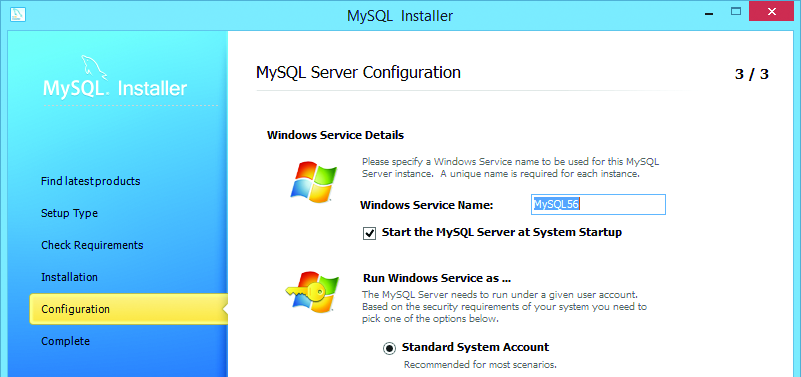 MySQL Installer
MySQL Installer
MySQL Server Configuration
3 / 3
Find latest products
Setup Type
Check Requirements
Installation
Configuration
Complete
Windows Service Details
Please specify a Windows Service name to be used for this MySQL
Server instance. A unique name is required for each instance.
Windows Service Name:
MySQL56
Start the MySQL Server at System Startup
Run Windows Service as ...
The MySQL Server needs to run under a given user account.
Based on the security requirements of your system you need to
pick one of the options below.
Standard System Account
Recommended for most scenarios.